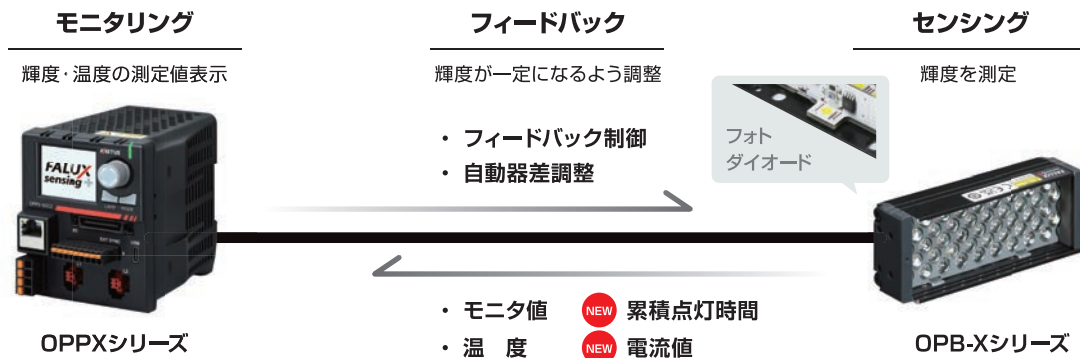 モニタリング
輝度・温度の測定値表示
フィードバック
輝度が一定になるよう調整
センシング
輝度を測定
フォト
ダイオード
・ フィードバック制御
・ 自動器差調整
FALUX
sensing+
EXT SYNC
USB
L1
L2
・ モニタ値 NEW 累積点灯時間
・ 温　度 NEW 電流値
OPPXシリーズ
OPB-Xシリーズ